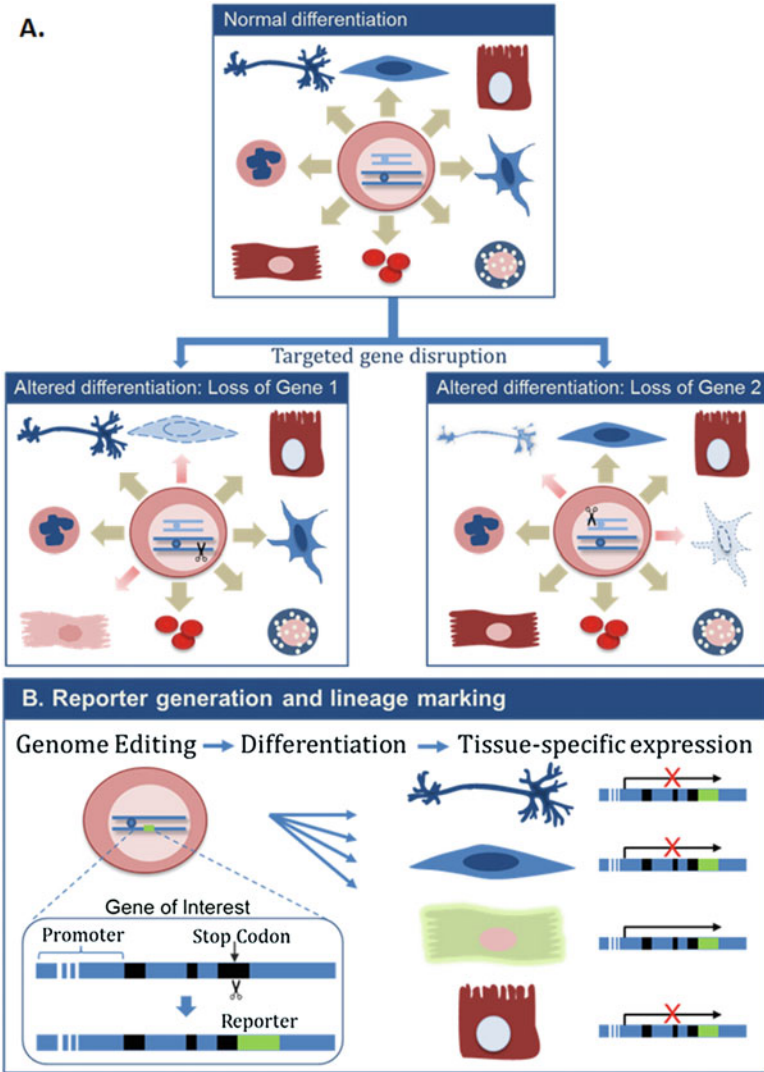 A.
Normal differentiation
Targeted gene disruption
Altered differentiation: Loss of Gene 1
Altered differentiation: Loss of Gene 2
B. Reporter generation and lineage marking
Genome Editing
Differentiation
Tissue-specific expression
Gene of Interest
Promoter
Stop Codon
Reporter